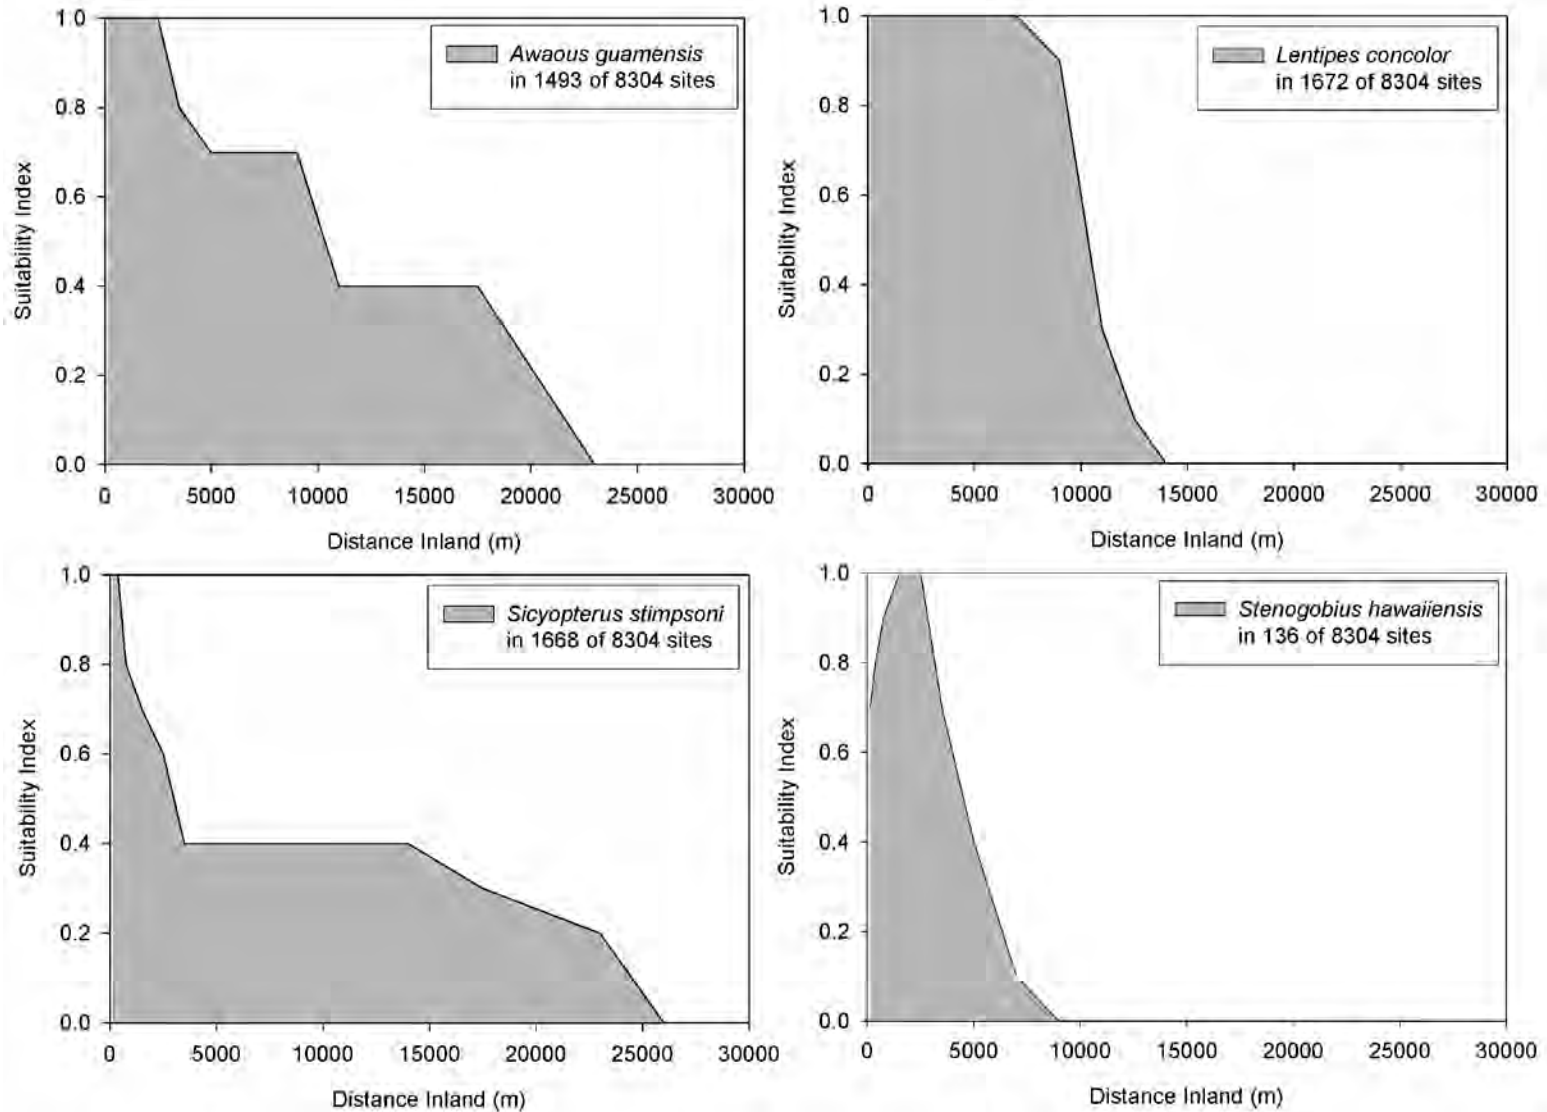 Awaous guamensis
in 1493 of 8304 sites
Suitability Index
1.0
0.8
0.6
0.4
0.2
0.0
0 5000 10000 15000 20000 25000 30000
Distance Inland (m)
Lentipes concolor
in 1672 of 8304 sites
Suitability Index
1.0
0.8
0.6
0.4
0.2
0.0
0 5000 10000 15000 20000 25000 30000
Distance Inland (m)
Sicyopterus stimpsoni
in 1668 of 8304 sites
Suitability Index
1.0
0.8
0.6
0.4
0.2
0.0
0 5000 10000 15000 20000 25000 30000
Distance Inland (m)
Stenogobius hawaiiensis
in 136 of 8304 sites
Suitability Index
1.0
0.8
0.6
0.4
0.2
0.0
0 5000 10000 15000 20000 25000 30000
Distance Inland (m)